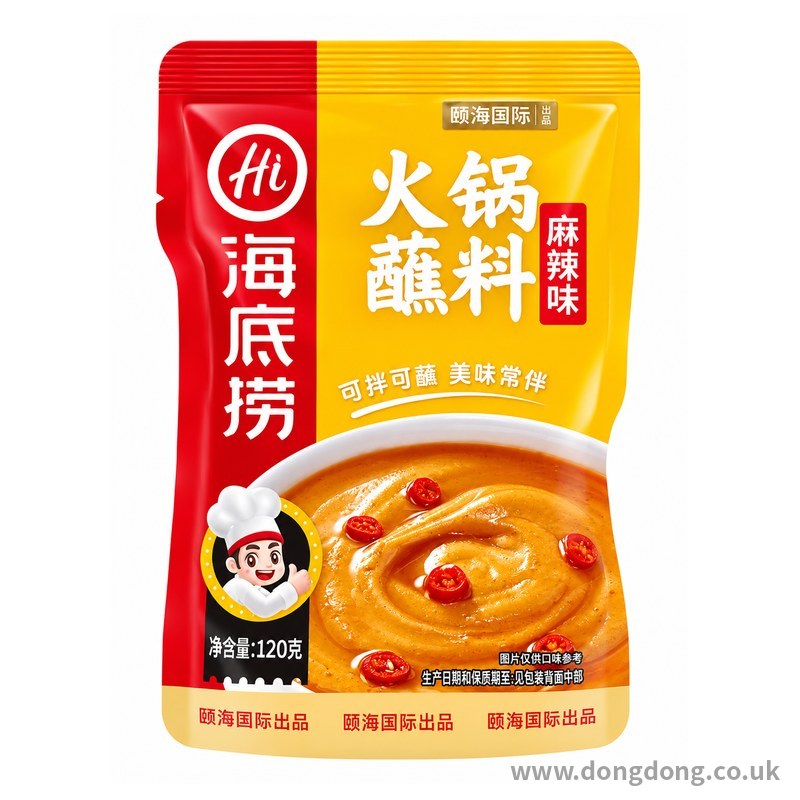 颐海国际 出品
Hi
海底捞
火锅
蘸料
麻辣味
可拌可蘸 美味常伴
净含量:120克
图片仅供口味参考
生产日期和保质期至:见包装背面中部
颐海国际出品 颐海国际出品 颐海国际出品
www.dongdong.co.uk